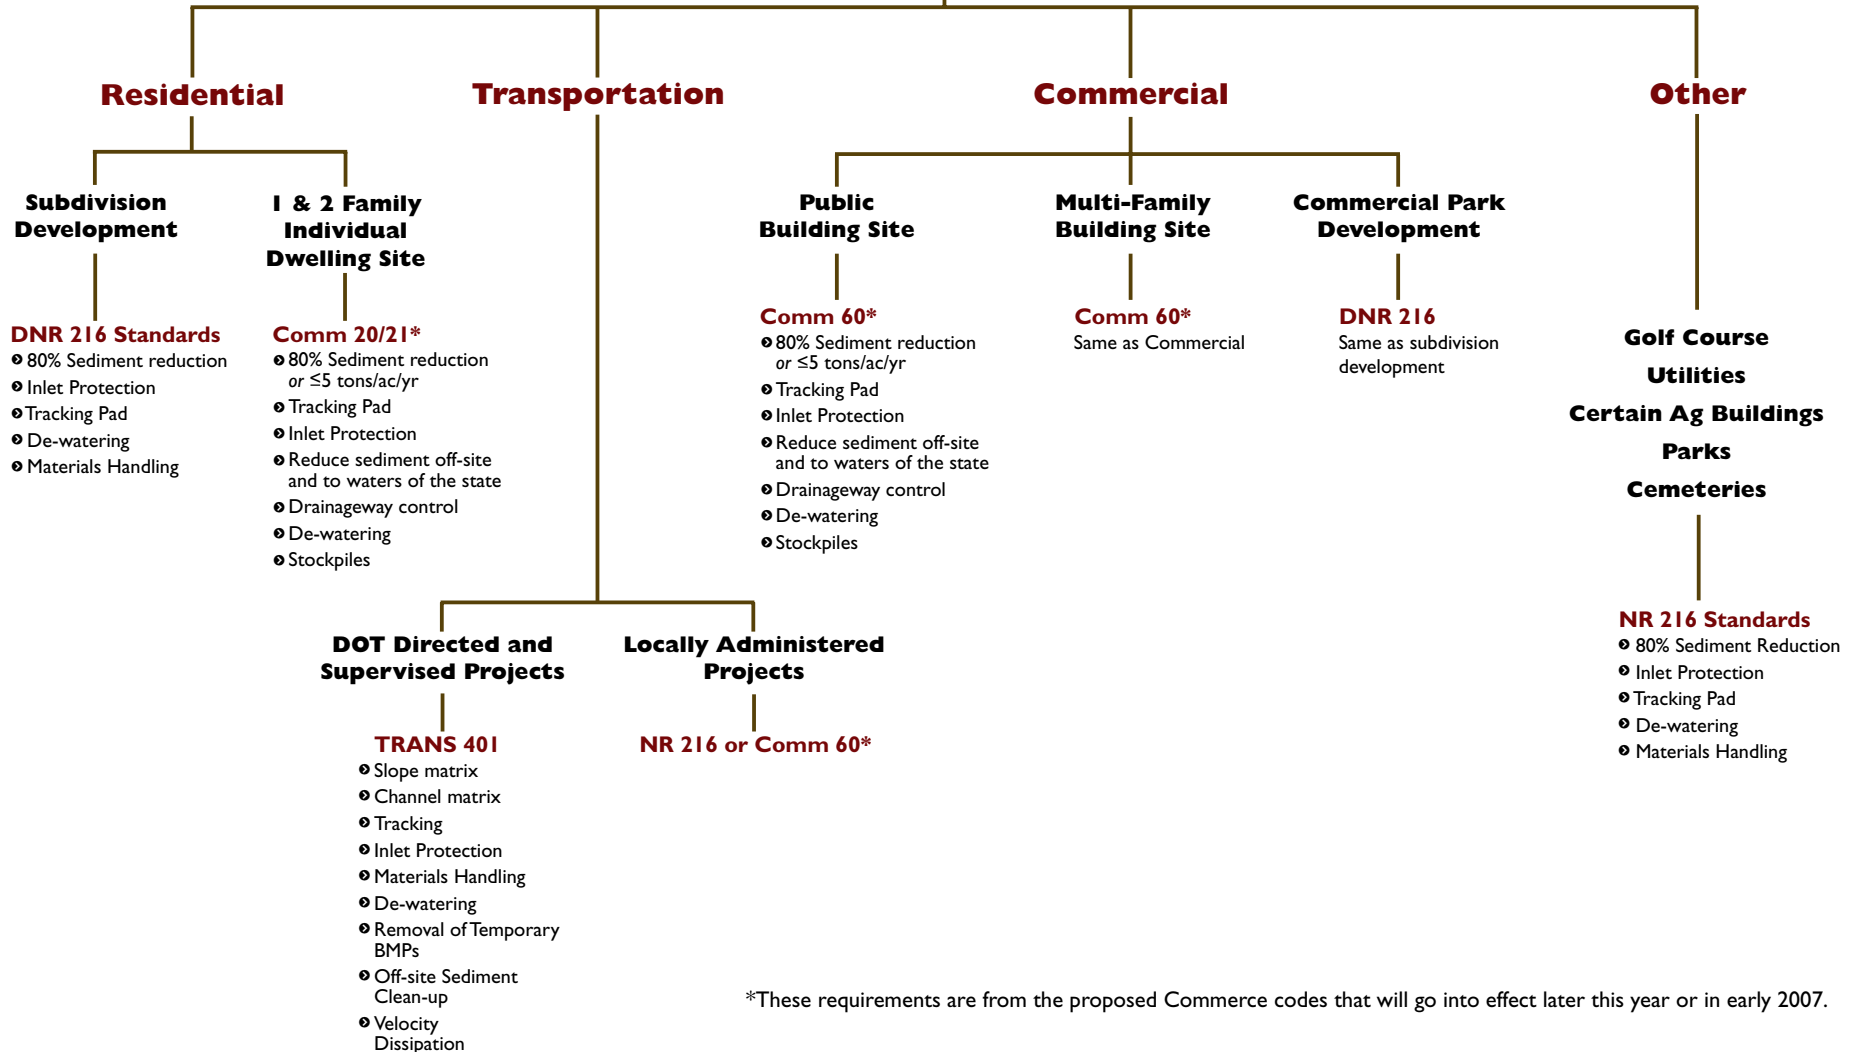 Residential
Transportation
Commercial
Other
Subdivision
Development
1 & 2 Family
Individual
Dwelling Site
Public
Building Site
Multi-Family
Building Site
Commercial Park
Development
DNR 216 Standards
80% Sediment reduction
Inlet Protection
Tracking Pad
De-watering
Materials Handling
Comm 20/21*
80% Sediment reduction
or ≤5 tons/ac/yr
Tracking Pad
Inlet Protection
Reduce sediment off-site
and to waters of the state
Drainageway control
De-watering
Stockpiles
Comm 60*
80% Sediment reduction
or ≤5 tons/ac/yr
Tracking Pad
Inlet Protection
Reduce sediment off-site
and to waters of the state
Drainageway control
De-watering
Stockpiles
Comm 60*
Same as Commercial
DNR 216
Same as subdivision
development
Golf Course
Utilities
Certain Ag Buildings
Parks
Cemeteries
NR 216 Standards
80% Sediment Reduction
Inlet Protection
Tracking Pad
De-watering
Materials Handling
DOT Directed and
Supervised Projects
Locally Administered
Projects
TRANS 401
Slope matrix
Channel matrix
Tracking
Inlet Protection
Materials Handling
De-watering
Removal of Temporary
BMPs
Off-site Sediment
Clean-up
Velocity
Dissipation
NR 216 or Comm 60*
*These requirements are from the proposed Commerce codes that will go into effect later this year or in early 2007.